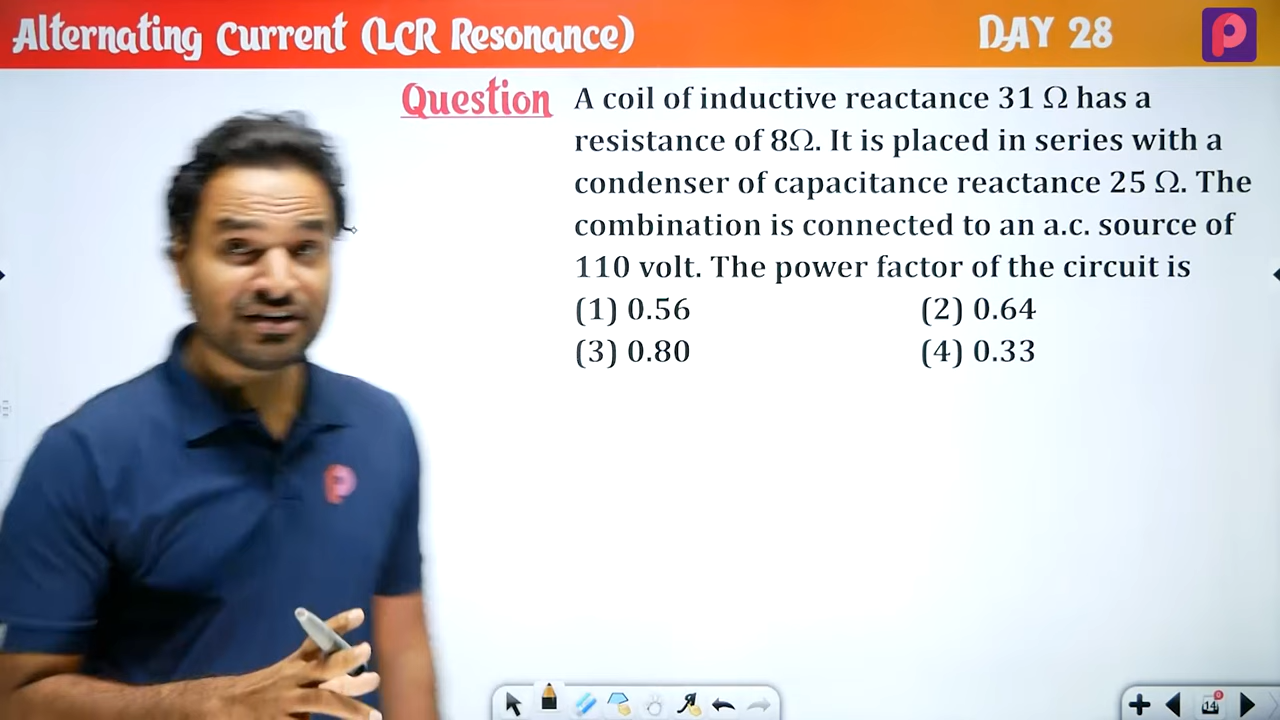 Alternating Current (LCR Resonance)
DAY 28
Question
A coil of inductive reactance 31 Ω has a
resistance of 8Ω. It is placed in series with a
condenser of capacitance reactance 25 Ω. The
combination is connected to an a.c. source of
110 volt. The power factor of the circuit is
(1) 0.56 (2) 0.64
(3) 0.80 (4) 0.33
14